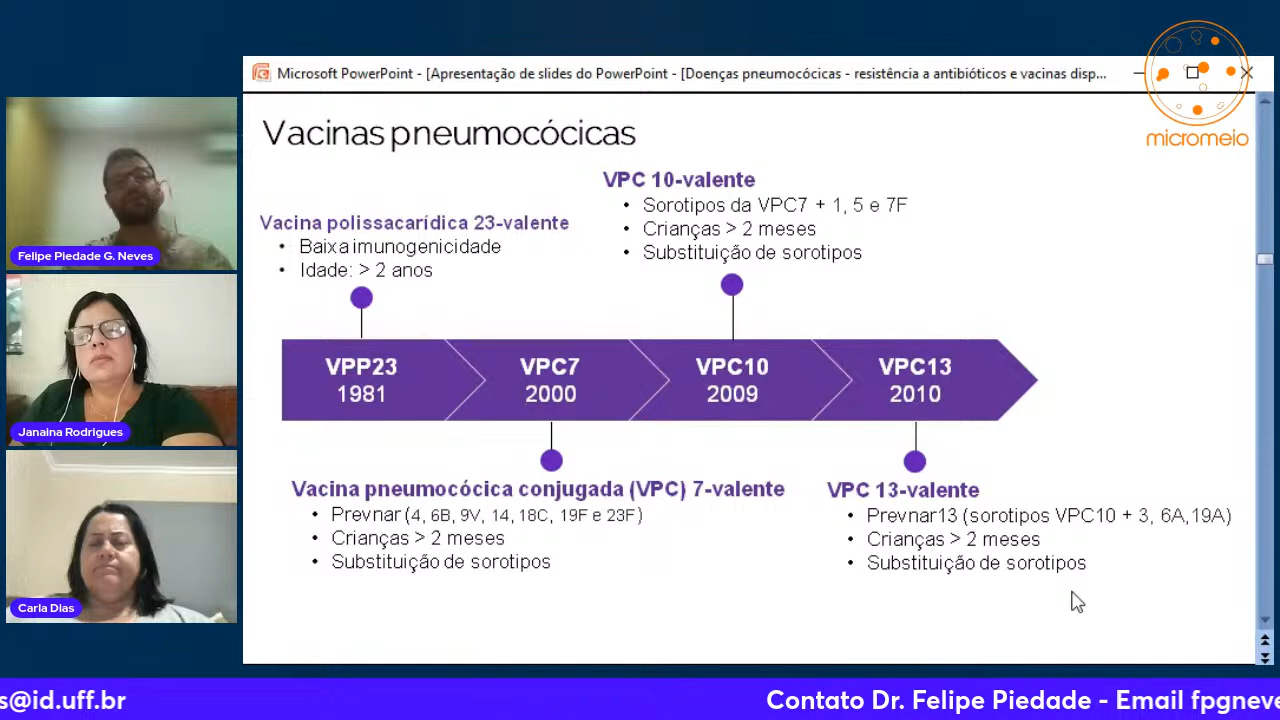 Microsoft PowerPoint - [Apresentação de slides do PowerPoint - [Doenças pneumocócicas - resistência a antibióticos e vacinas disp...
micromeio
Vacinas pneumocócicas
VPC 10-valente
• Sorotipos da VPC7 + 1, 5 e 7F
• Crianças > 2 meses
• Substituição de sorotipos
Vacina polissacarídica 23-valente
• Baixa imunogenicidade
• Idade: > 2 anos
VPP23
1981
VPC7
2000
VPC10
2009
VPC13
2010
Vacina pneumocócica conjugada (VPC) 7-valente
• Prevnar (4, 6B, 9V, 14, 18C, 19F e 23F)
• Crianças > 2 meses
• Substituição de sorotipos
VPC 13-valente
• Prevnar13 (sorotipos VPC10 + 3, 6A,19A)
• Crianças > 2 meses
• Substituição de sorotipos
Felipe Piedade G. Neves
Janaina Rodrigues
Carla Dias
s@id.uff.br
Contato Dr. Felipe Piedade - Email fpgneve